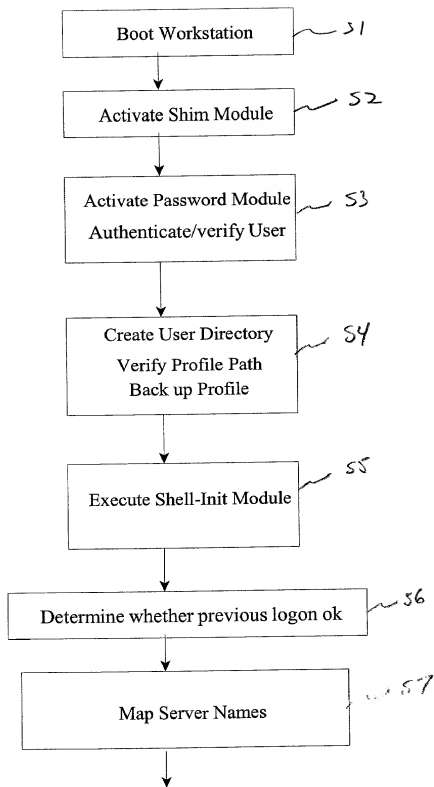 Boot Workstation
S1
Activate Shim Module
S2
Activate Password Module
Authenticate/verify User
S3
Create User Directory
Verify Profile Path
Back up Profile
S4
Execute Shell-Init Module
S5
Determine whether previous logon ok
S6
Map Server Names
S7